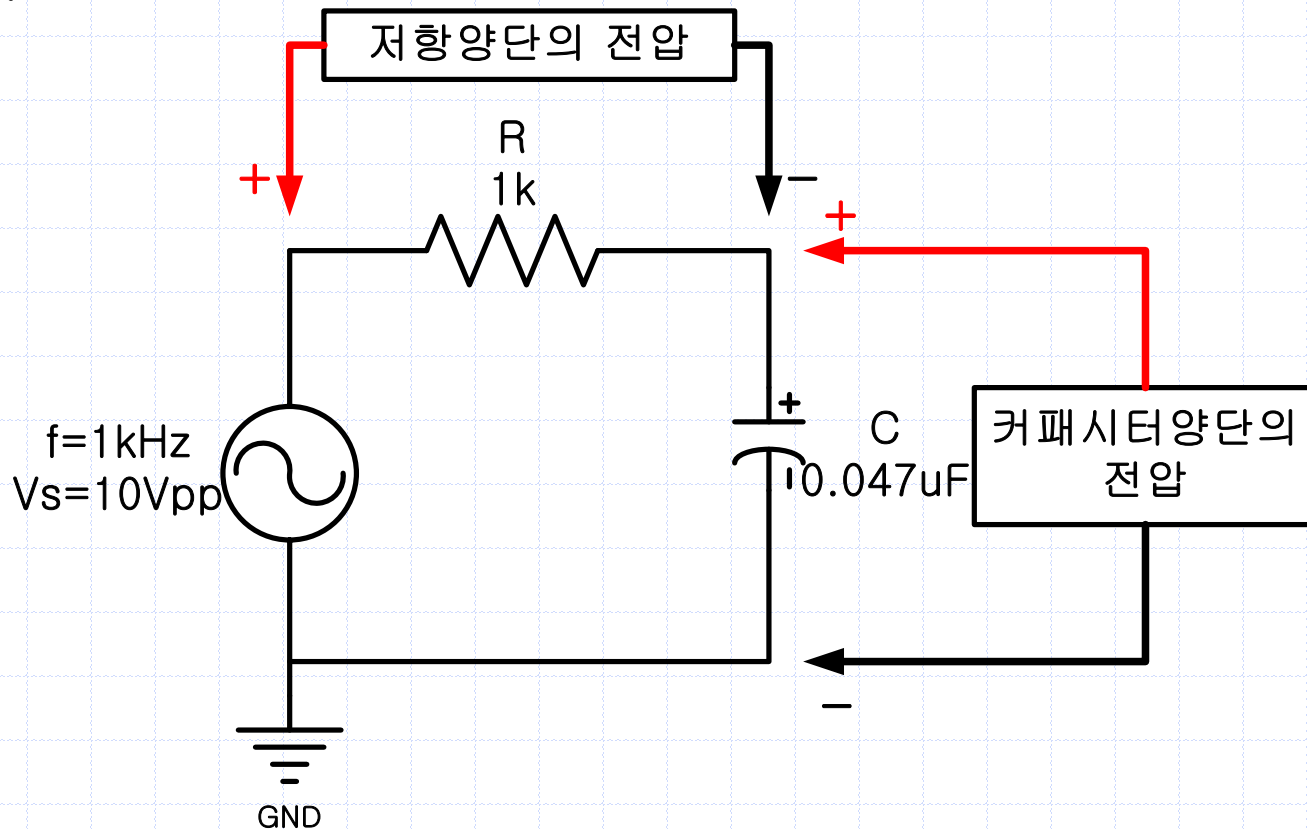 저항양단의 전압
R
1k
+
−
+
f=1kHz
Vs=10Vpp
+
C
-
0.047uF
커패시터양단의
전압
−
GND